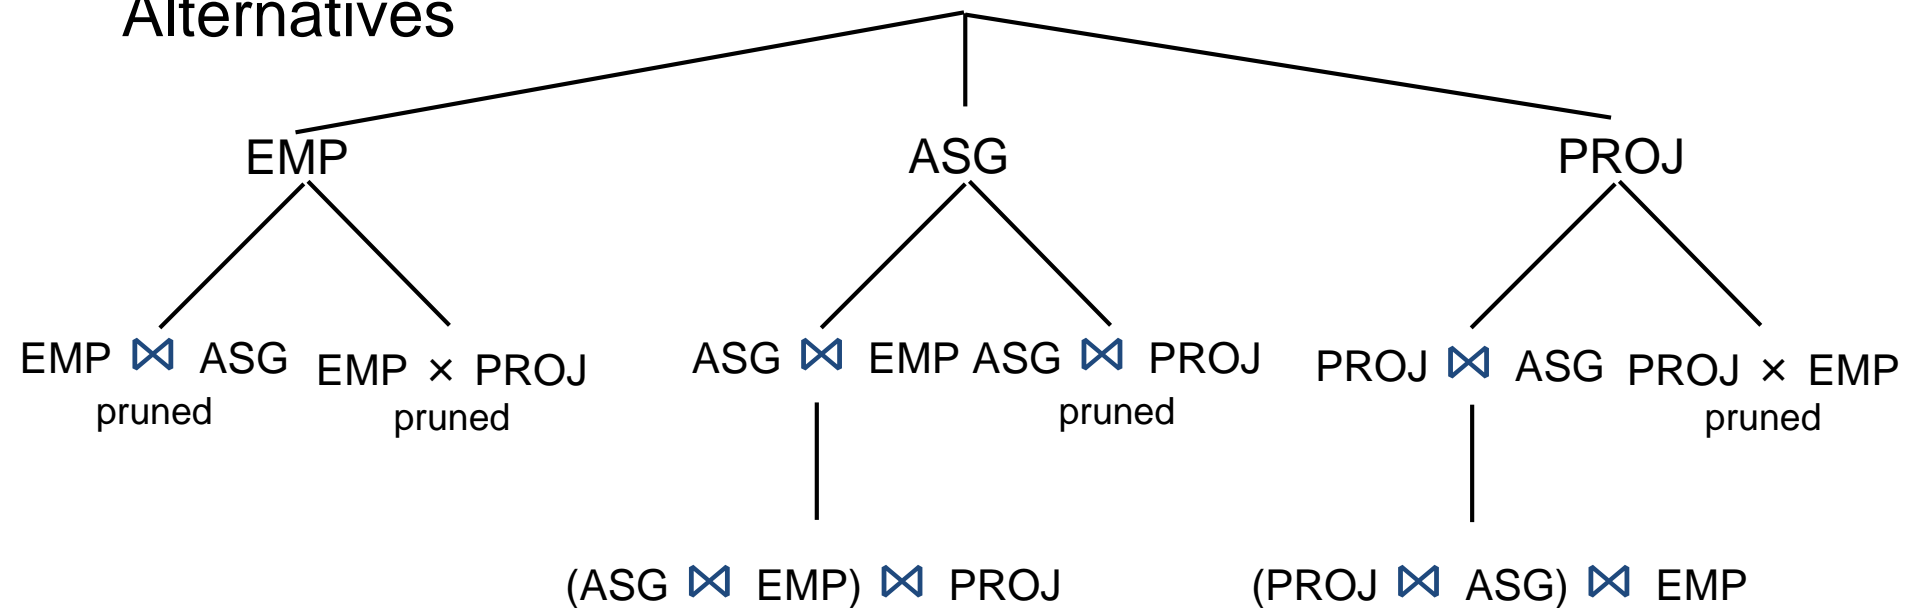 Alternatives
EMP ASG PROJ
EMP ⋈ ASG EMP × PROJ ASG ⋈ EMP ASG ⋈ PROJ PROJ ⋈ ASG PROJ × EMP
pruned pruned pruned pruned
(ASG ⋈ EMP) ⋈ PROJ (PROJ ⋈ ASG) ⋈ EMP